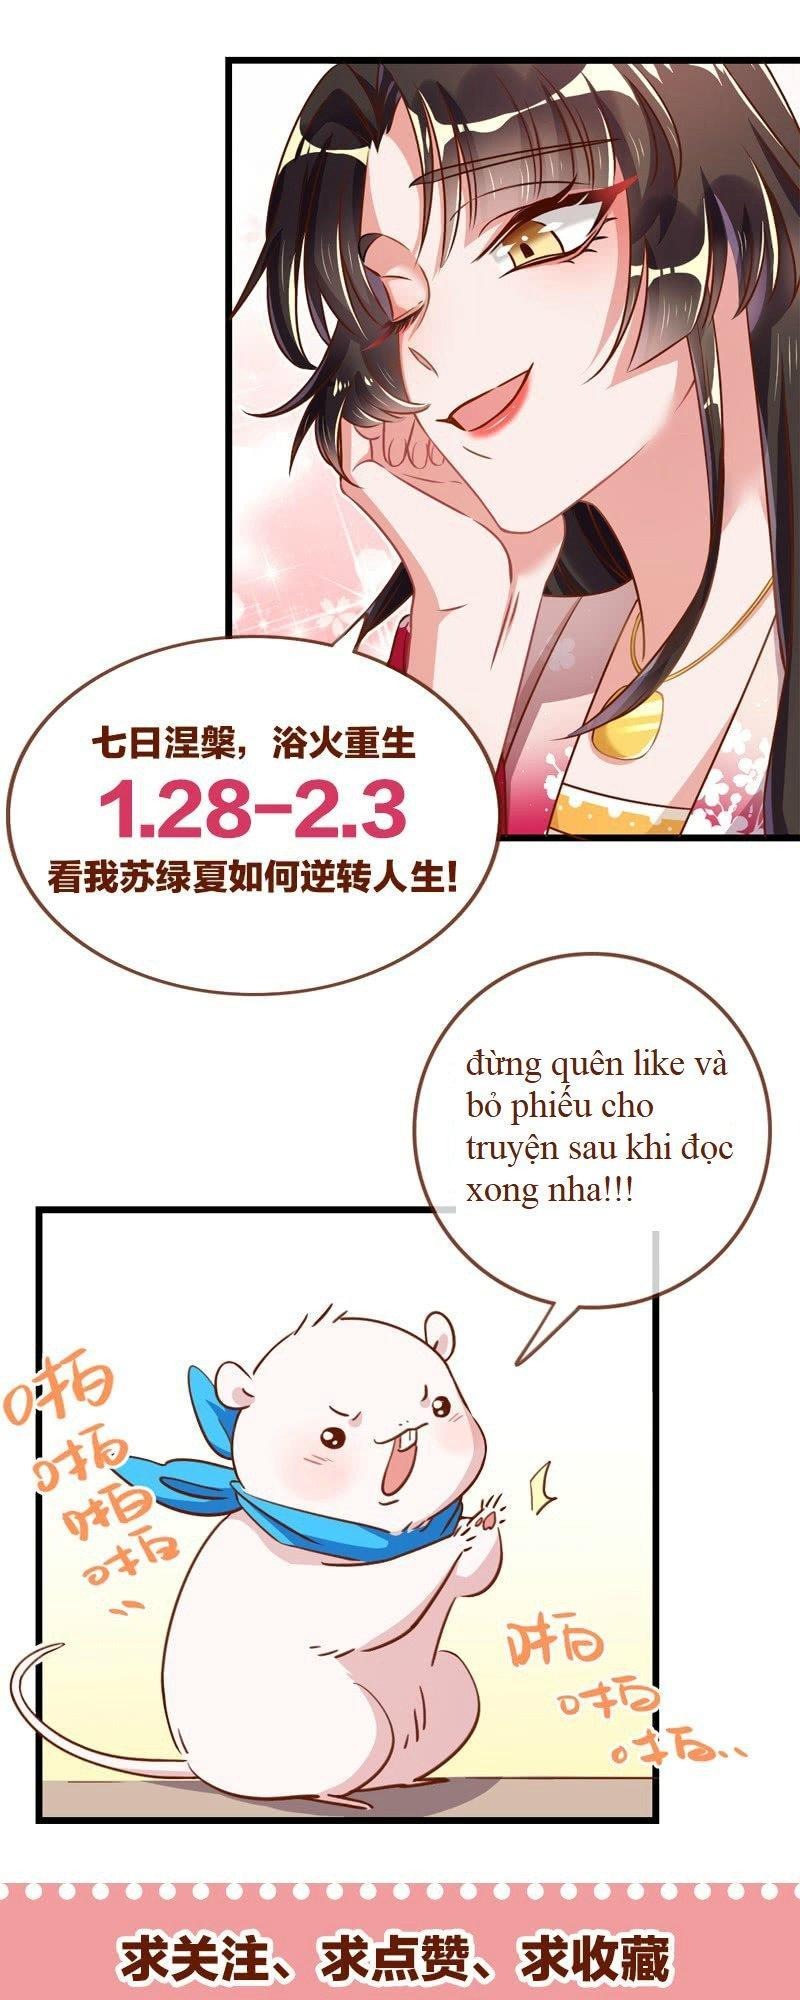 七日涅槃，浴火重生
1.28-2.3
看我苏绿夏如何逆转人生!
đừng quên like và
bỏ phiếu cho
truyện sau khi đọc
xong nha!!!
啪
啪
啪
啪
啪
啪
啪..
求关注、求点赞、求收藏